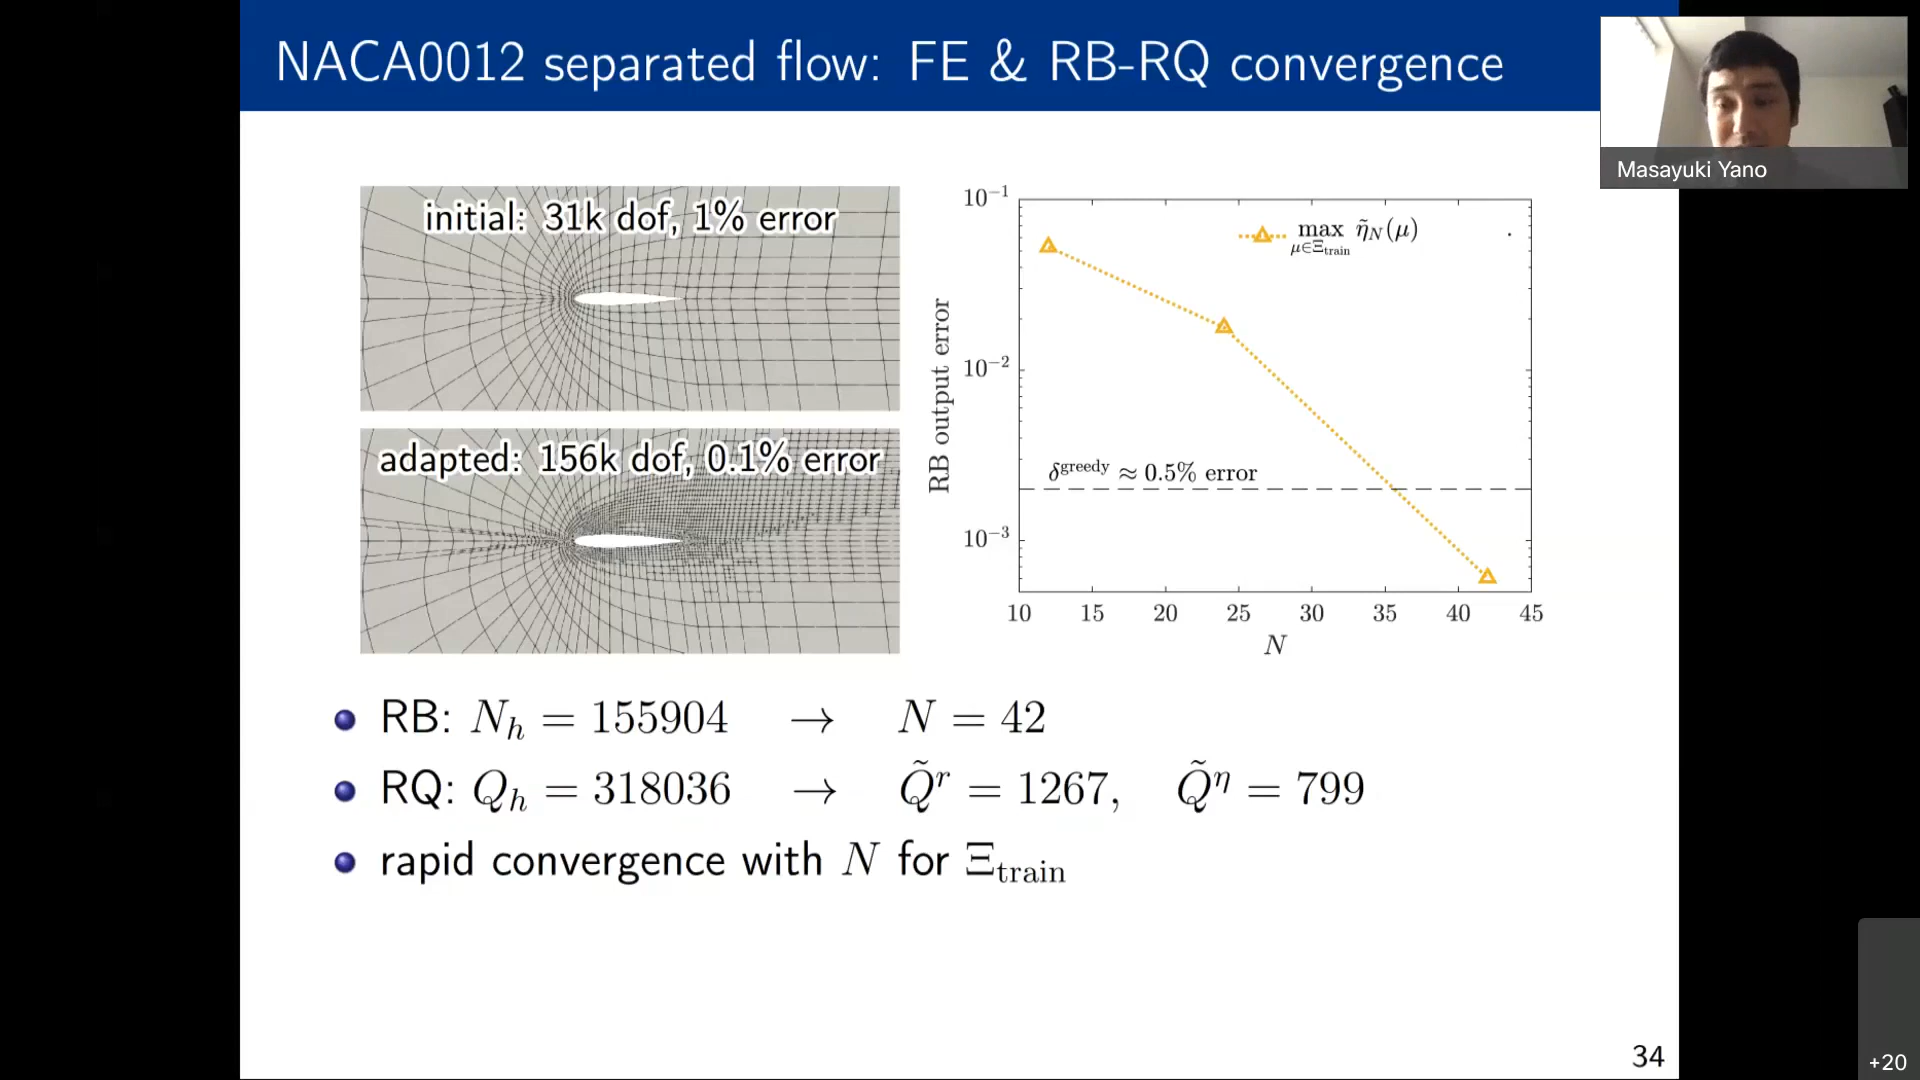 NACA0012 separated flow: FE & RB-RQ convergence
Masayuki Yano
initial: 31k dof, 1% error
adapted: 156k dof, 0.1% error
RB output error
10⁻¹
10⁻²
10⁻³
max η̃_N(μ)
μ∈Ξtrain
δ^greedy ≈ 0.5% error
10 15 20 25 30 35 40 45
N
RB: N_h = 155904 → N = 42
RQ: Q_h = 318036 → Q̃^r = 1267, Q̃^η = 799
rapid convergence with N for Ξtrain
34
+20